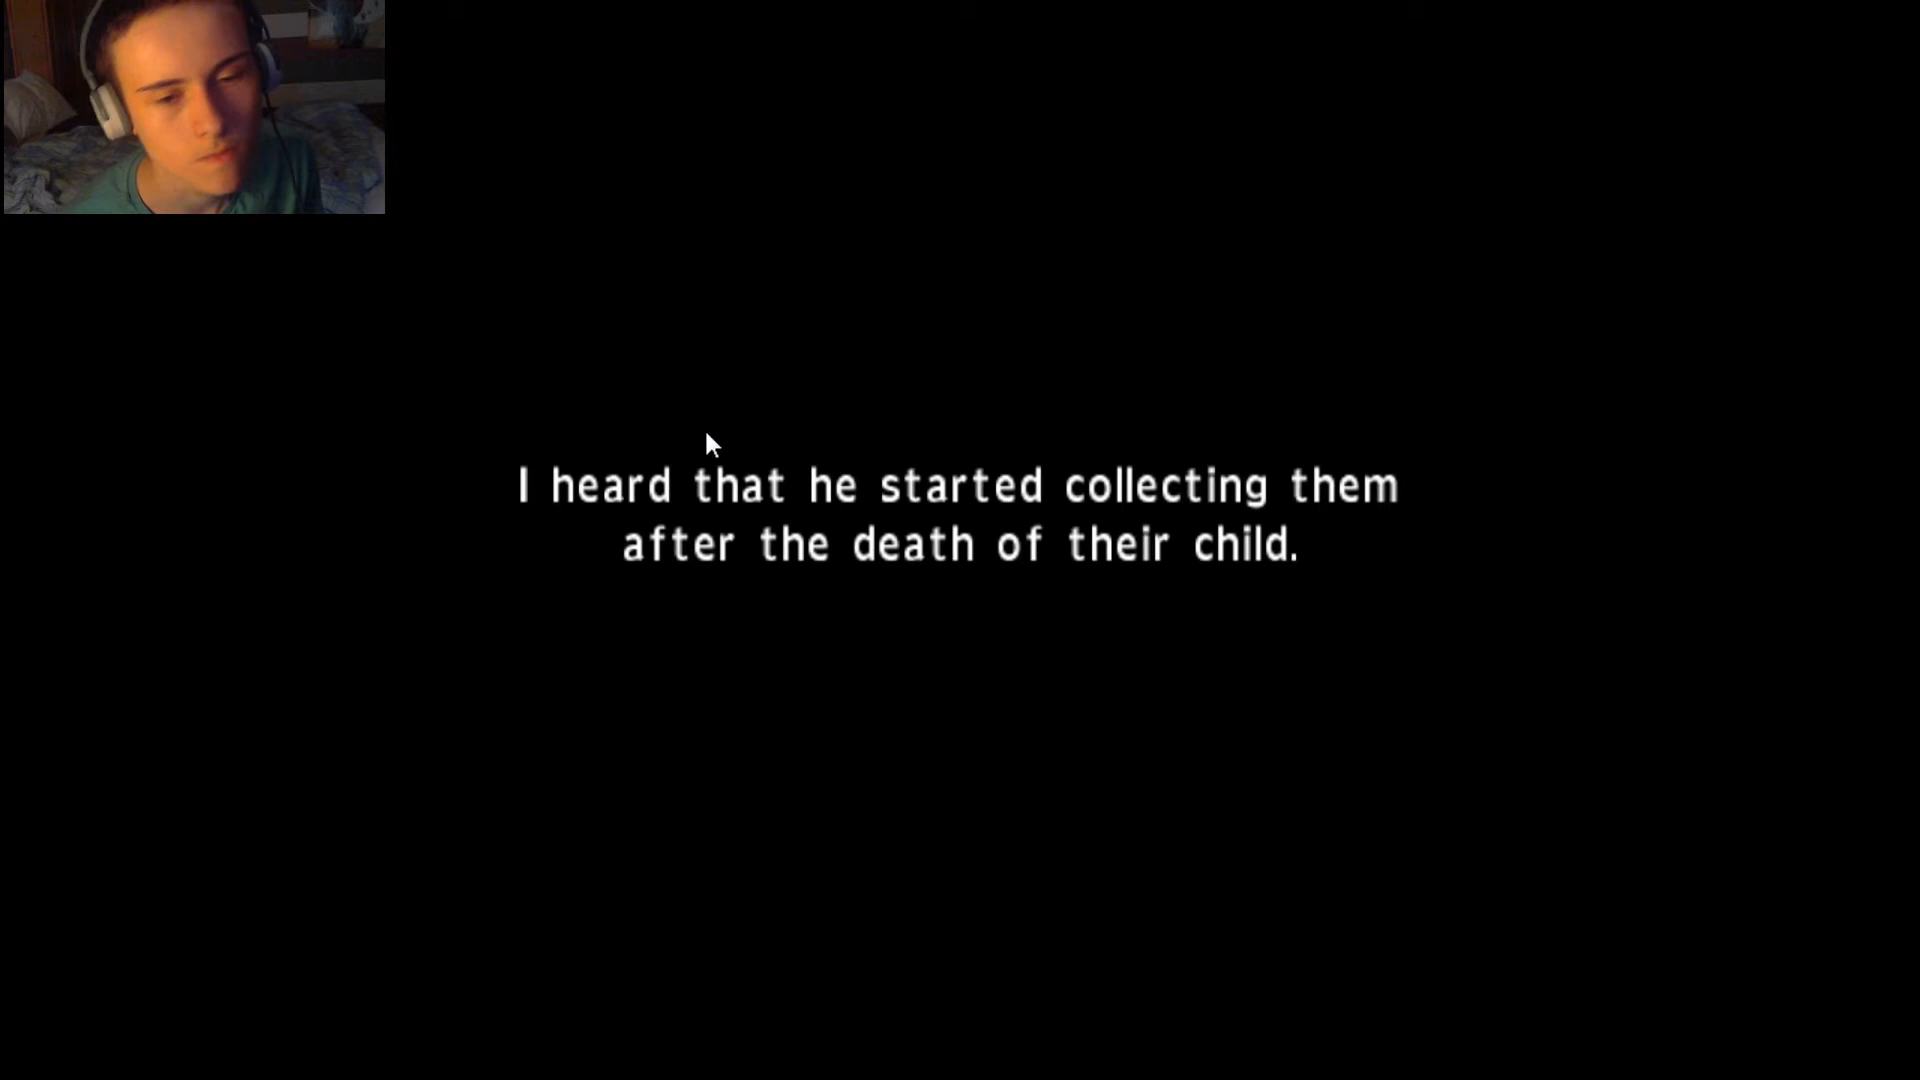 I heard that he started collecting them
after the death of their child.